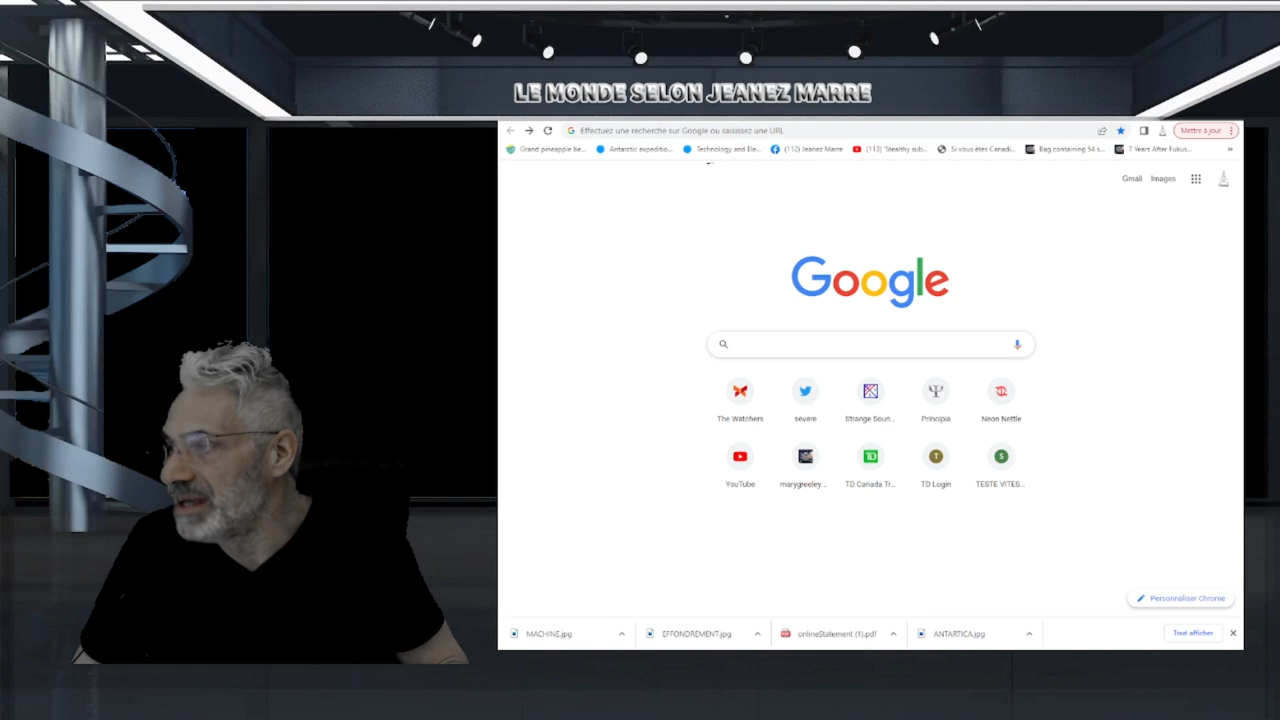 LE MONDE SELON JEANEZ MARRE
Effectuez une recherche sur Google ou saisissez une URL
Mettre à jour
Grand pineapple be...
Antarctic expeditio...
Technology and Ele...
(112) Jeanez Marre
(113) 'Stealthy sub...
Si vous êtes Canadi...
Bag containing 54 s...
7 Years After Fukus...
»
Gmail Images
Google
The Watchers
severe
Strange Soun...
Principia
Neon Nettle
YouTube
marygreeley....
TD Canada Tr...
T
TD Login
S
TESTE VITES...
Personnaliser Chrome
MACHINE.jpg
EFFONDREMENT.jpg
onlineStatement (1).pdf
ANTARTICA.jpg
Tout afficher